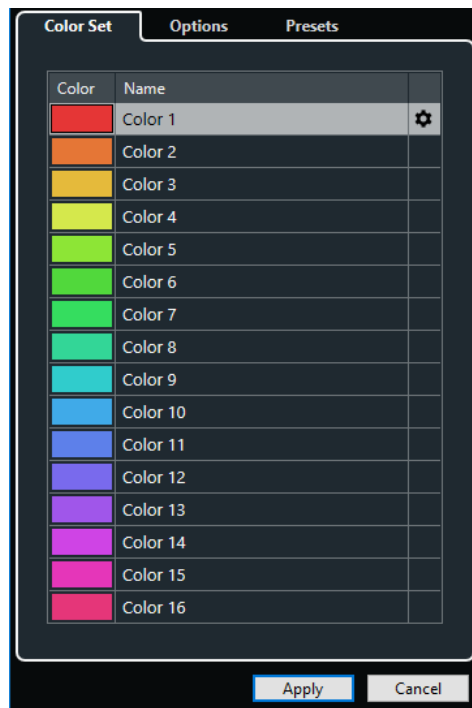 Color Set Options Presets
Color Name
Color 1
Color 2
Color 3
Color 4
Color 5
Color 6
Color 7
Color 8
Color 9
Color 10
Color 11
Color 12
Color 13
Color 14
Color 15
Color 16
Apply Cancel